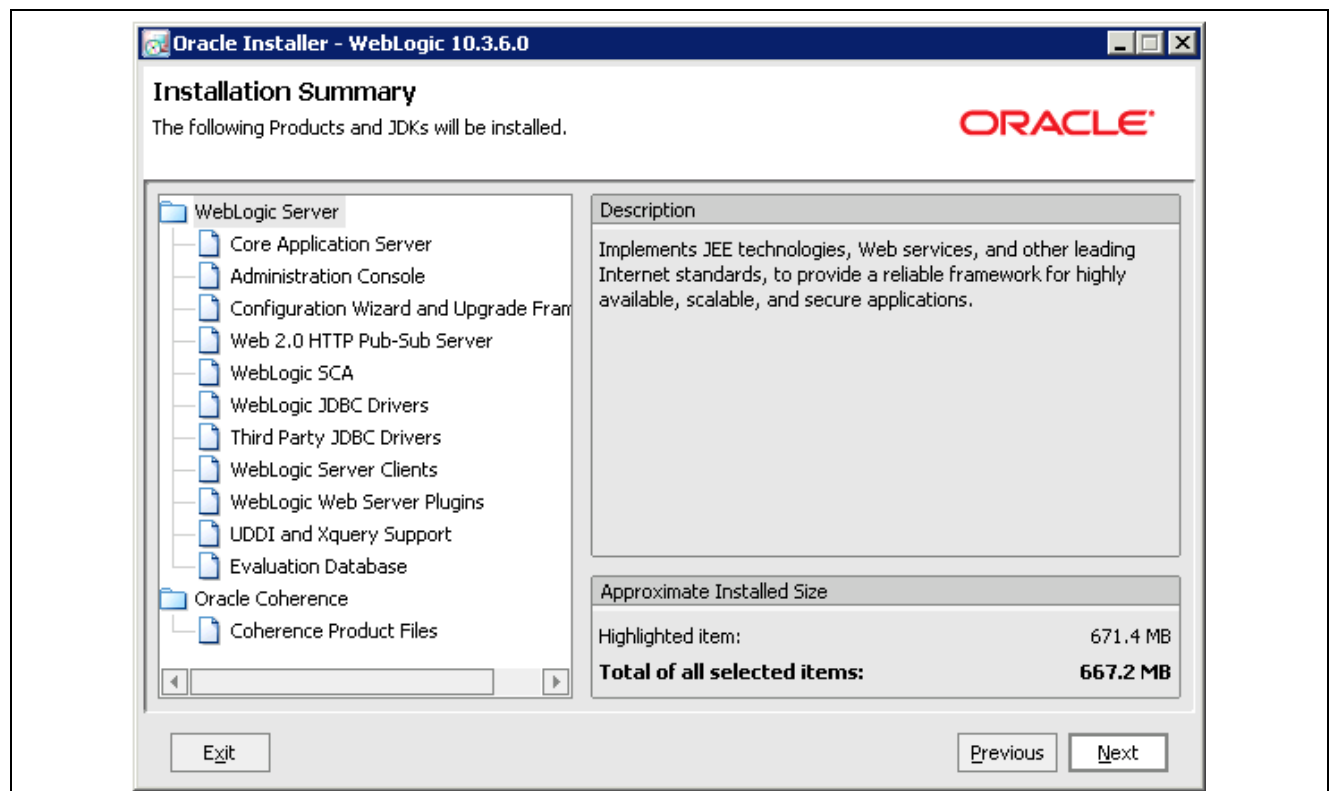 Oracle Installer - WebLogic 10.3.6.0
Installation Summary
The following Products and JDKs will be installed.
ORACLE
WebLogic Server
Core Application Server
Administration Console
Configuration Wizard and Upgrade Fram
Web 2.0 HTTP Pub-Sub Server
WebLogic SCA
WebLogic JDBC Drivers
Third Party JDBC Drivers
WebLogic Server Clients
WebLogic Web Server Plugins
UDDI and Xquery Support
Evaluation Database
Oracle Coherence
Coherence Product Files
Description
Implements JEE technologies, Web services, and other leading
Internet standards, to provide a reliable framework for highly
available, scalable, and secure applications.
Approximate Installed Size
Highlighted item: 671.4 MB
Total of all selected items: 667.2 MB
Exit
Previous
Next